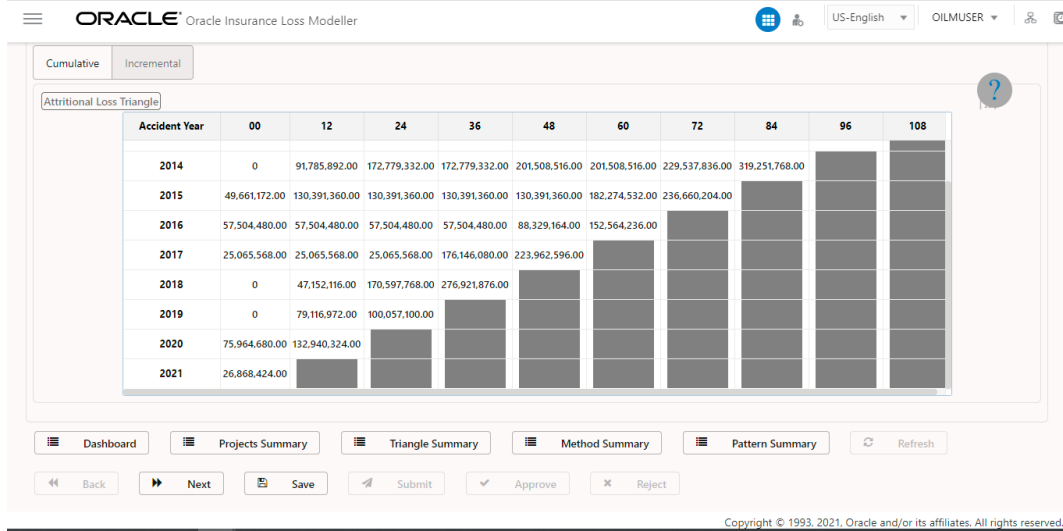 ORACLE Oracle Insurance Loss Modeller US-English OILMUSER
Cumulative Incremental
Attritional Loss Triangle ?
Accident Year 00 12 24 36 48 60 72 84 96 108
2014 0 91,785,892.00 172,779,332.00 172,779,332.00 201,508,516.00 201,508,516.00 229,537,836.00 319,251,768.00
2015 49,661,172.00 130,391,360.00 130,391,360.00 130,391,360.00 130,391,360.00 182,274,532.00 236,660,204.00
2016 57,504,480.00 57,504,480.00 57,504,480.00 57,504,480.00 88,329,164.00 152,564,236.00
2017 25,065,568.00 25,065,568.00 25,065,568.00 176,146,080.00 223,962,596.00
2018 0 47,152,116.00 170,597,768.00 276,921,876.00
2019 0 79,116,972.00 100,057,100.00
2020 75,964,680.00 132,940,324.00
2021 26,868,424.00
Dashboard Projects Summary Triangle Summary Method Summary Pattern Summary Refresh
Back Next Save Submit Approve Reject
Copyright © 1993, 2021, Oracle and/or its affiliates. All rights reserved.